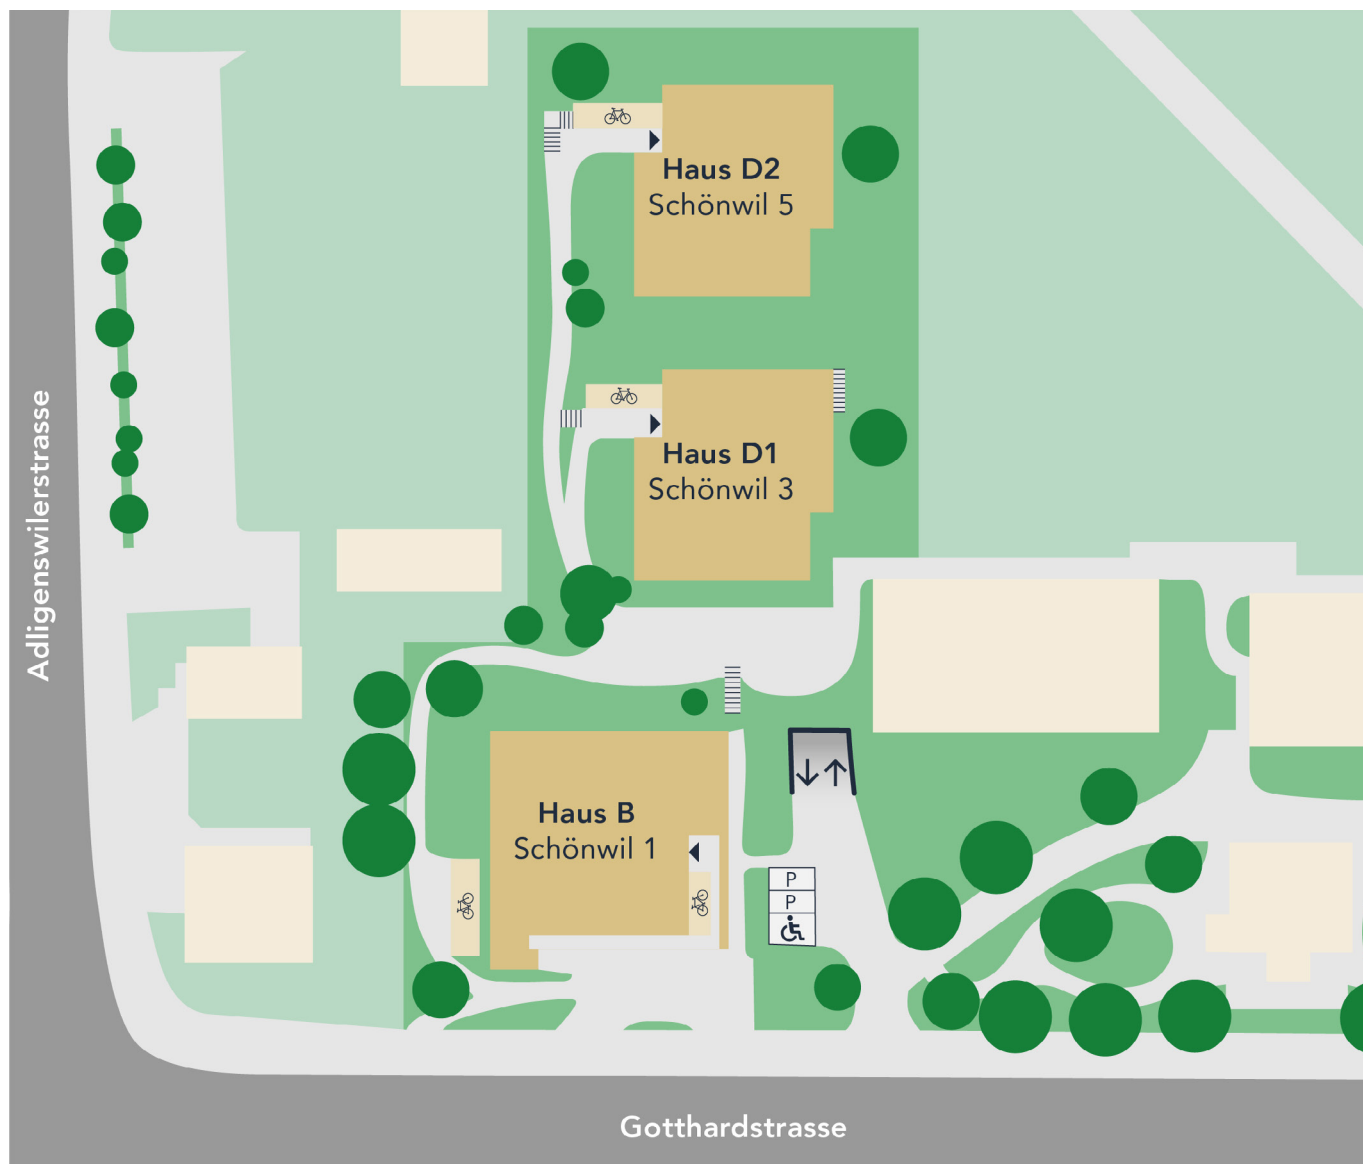 Haus D2
Schönwil 5
Haus D1
Schönwil 3
Adligenswilerstrasse
Haus B
Schönwil 1
P
P
Gotthardstrasse